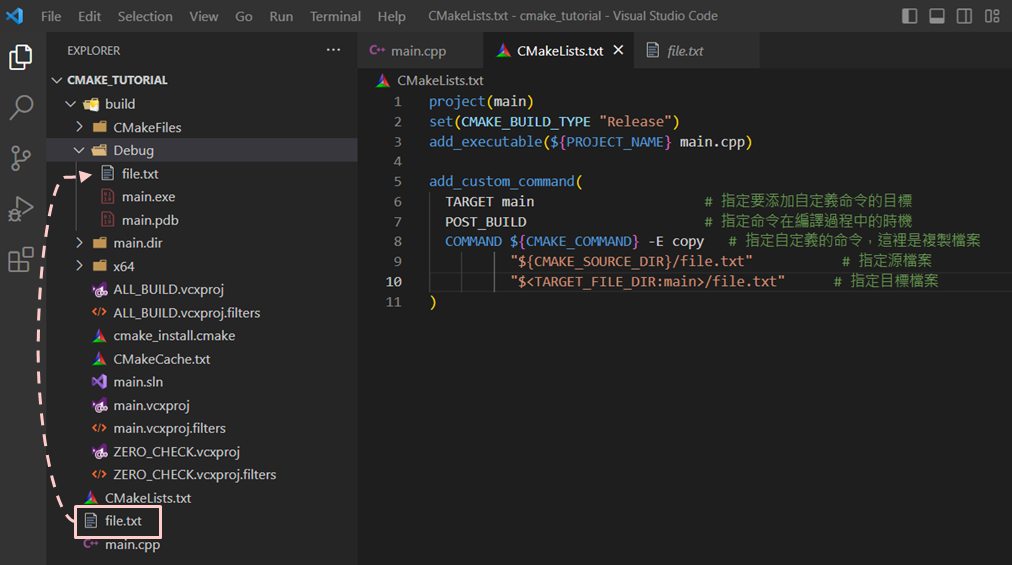 File Edit Selection View Go Run Terminal Help CMakeLists.txt - cmake_tutorial - Visual Studio Code
EXPLORER ...
CMAKE_TUTORIAL
build
CMakeFiles
Debug
file.txt
main.exe
main.pdb
main.dir
x64
ALL_BUILD.vcxproj
ALL_BUILD.vcxproj.filters
cmake_install.cmake
CMakeCache.txt
main.sln
main.vcxproj
main.vcxproj.filters
ZERO_CHECK.vcxproj
ZERO_CHECK.vcxproj.filters
CMakeLists.txt
file.txt
main.cpp
main.cpp CMakeLists.txt file.txt
CMakeLists.txt
1 project(main)
2 set(CMAKE_BUILD_TYPE "Release")
3 add_executable(${PROJECT_NAME} main.cpp)
4
5 add_custom_command(
6 TARGET main # 指定要添加自定義命令的目標
7 POST_BUILD # 指定命令在編譯過程中的時機
8 COMMAND ${CMAKE_COMMAND} -E copy # 指定自定義的命令，這裡是複製檔案
9 "${CMAKE_SOURCE_DIR}/file.txt" # 指定源檔案
10 "$<TARGET_FILE_DIR:main>/file.txt" # 指定目標檔案
11 )